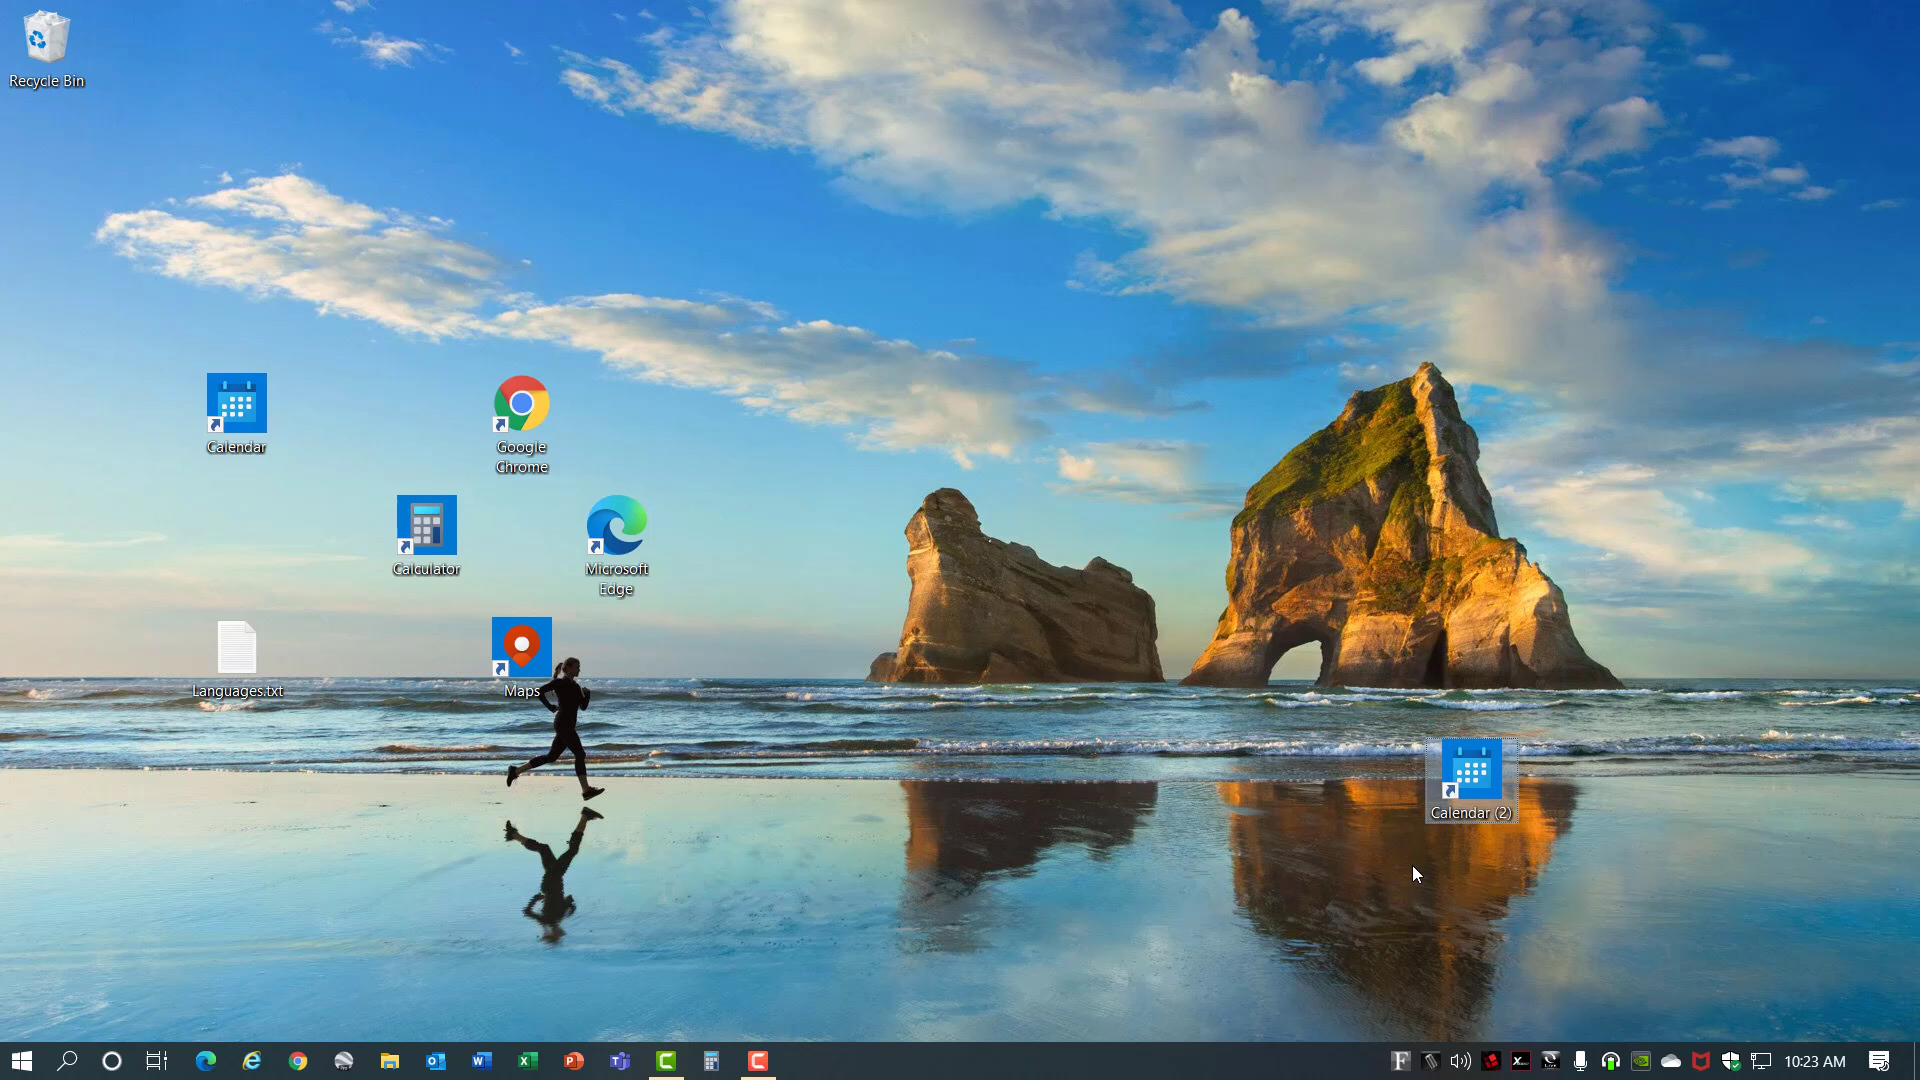 Recycle Bin
Calendar
Google
Chrome
Calculator
Microsoft
Edge
Languages.txt
Maps
Calendar (2)
10:23 AM